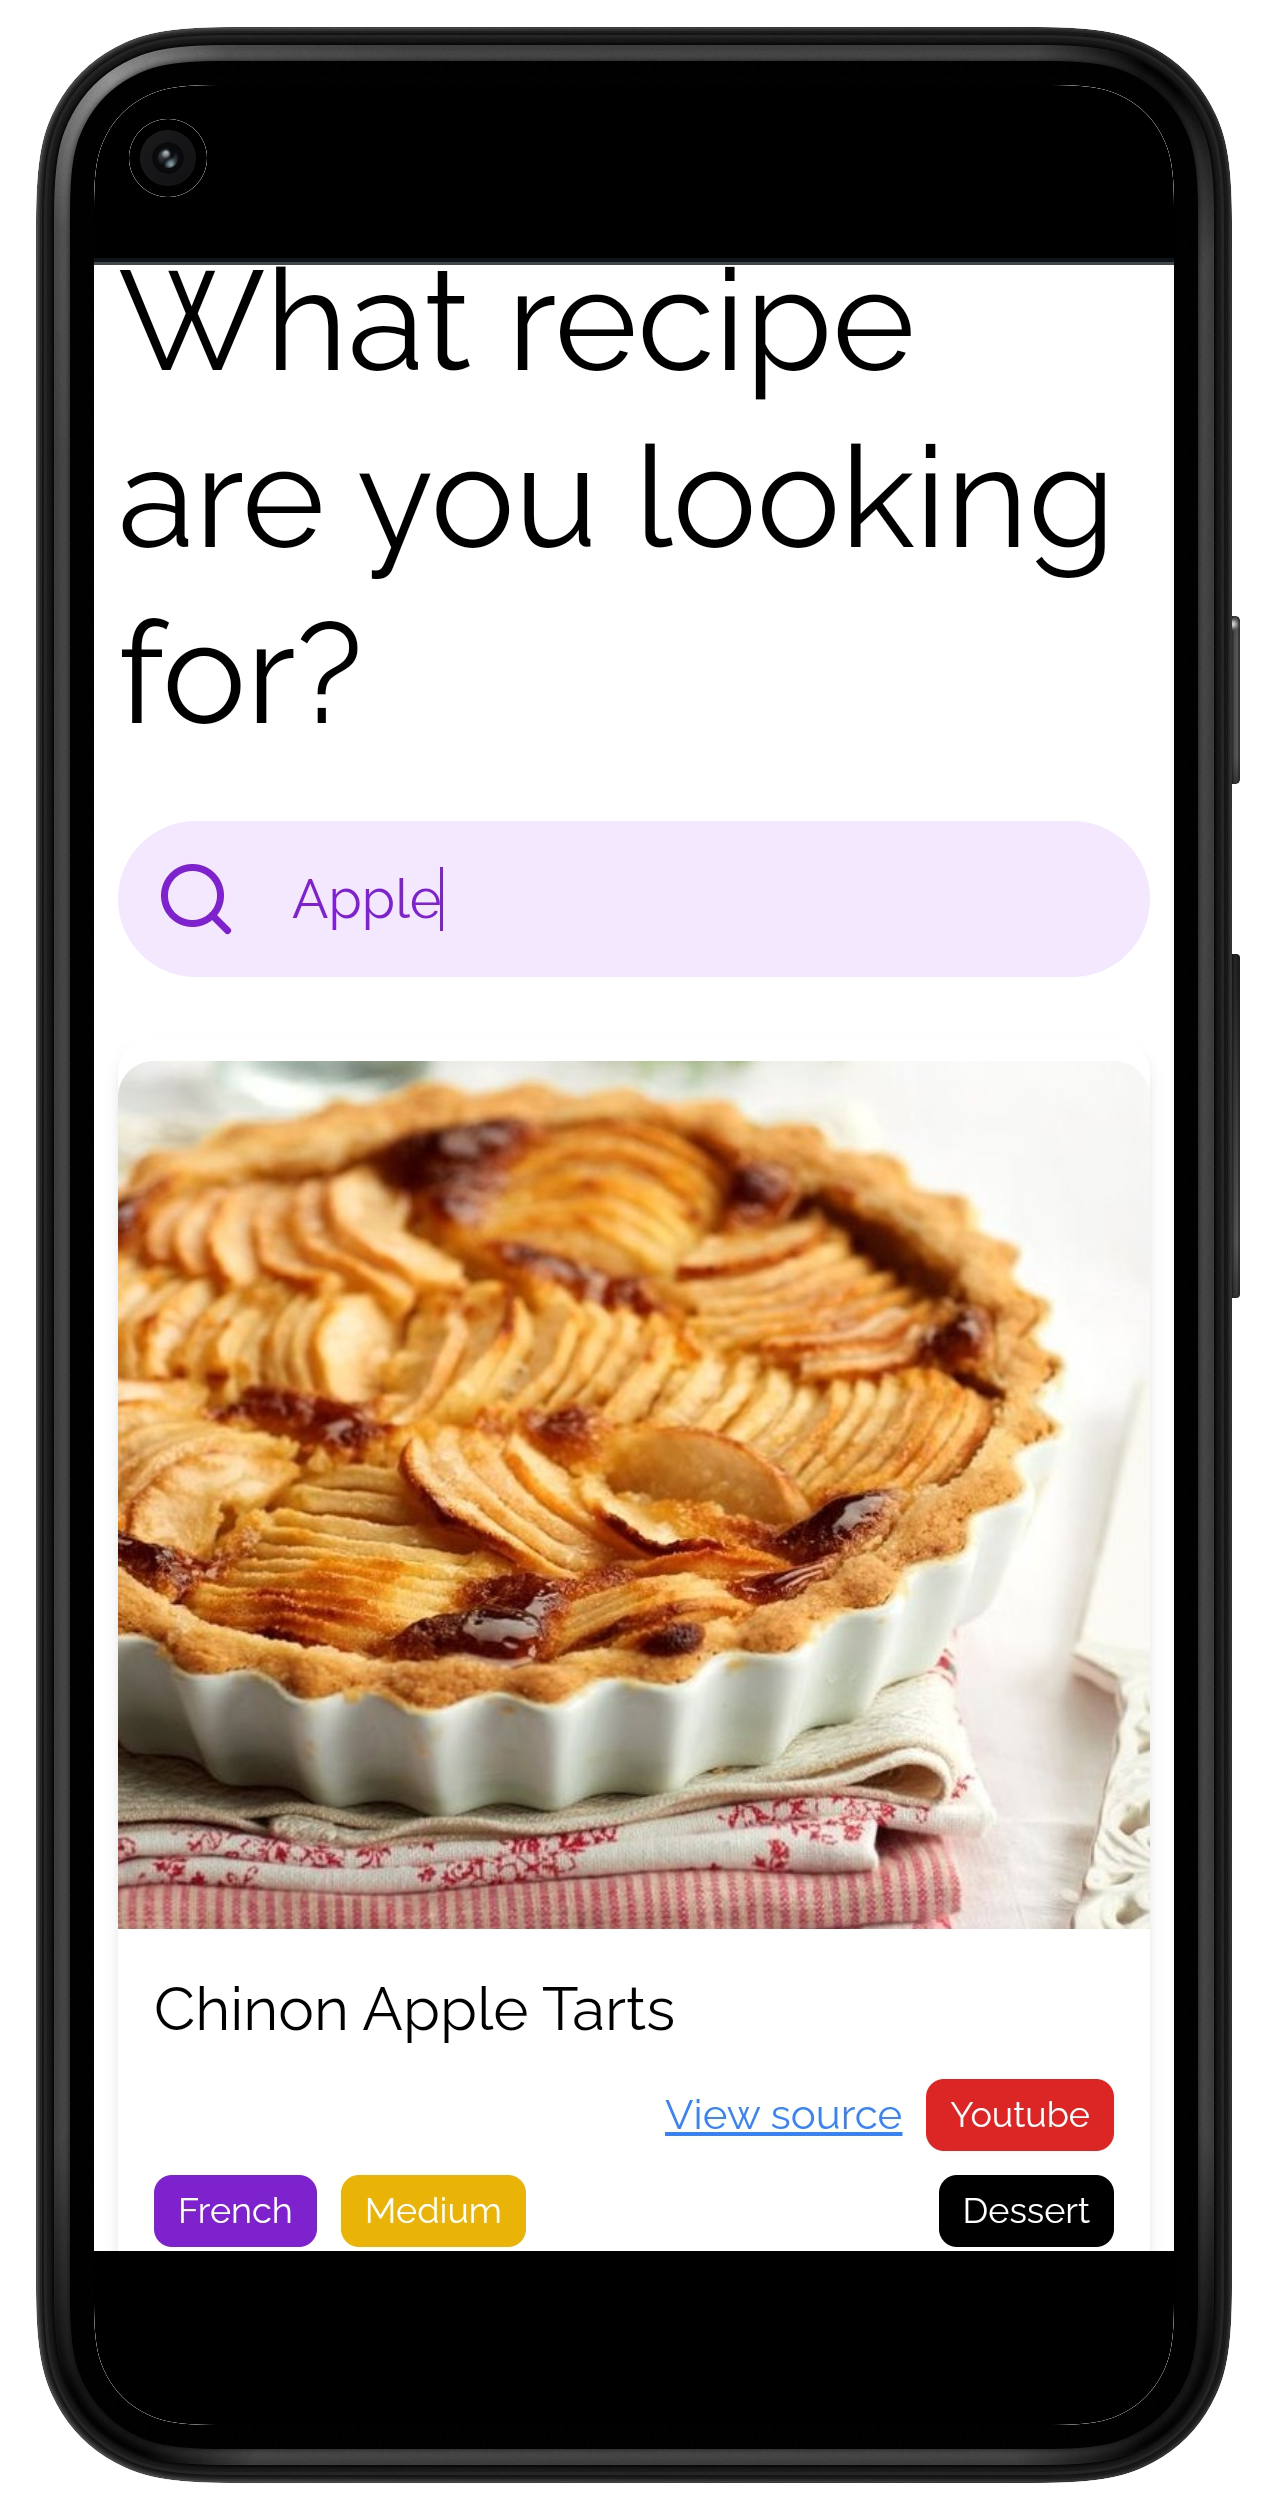 What recipe
are you looking
for?
Apple
Chinon Apple Tarts
View source Youtube
French Medium Dessert